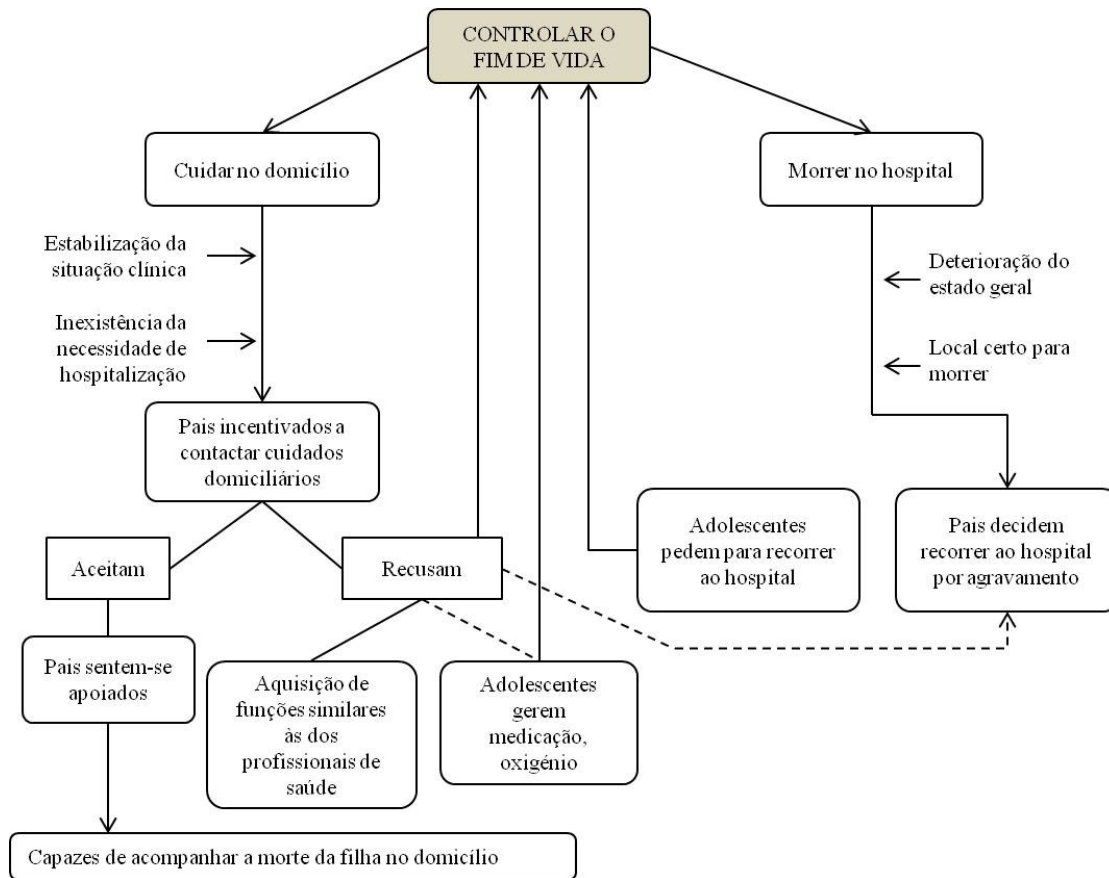 CONTROLAR O
FIM DE VIDA
Cuidar no domicílio
Morrer no hospital
Estabilização da
situação clínica
Deterioração do
estado geral
Inexistência da
necessidade de
hospitalização
Local certo para
morrer
Pais incentivados a
contactar cuidados
domiciliários
Adolescentes
pedem para recorrer
ao hospital
Pais decidem
recorrer ao hospital
por agravamento
Aceitam
Recusam
Pais sentem-se
apoiados
Aquisição de
funções similares
às dos
profissionais de
saúde
Adolescentes
gerem
medicação,
oxigénio
Capazes de acompanhar a morte da filha no domicílio